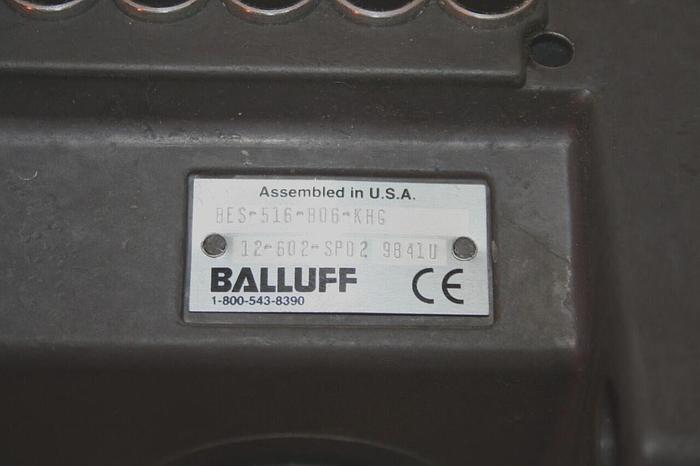 Assembled in U.S.A.
BES-516-B06-KHG
12-602-SP02 9841U
BALLUFF
1-800-543-8390
CE